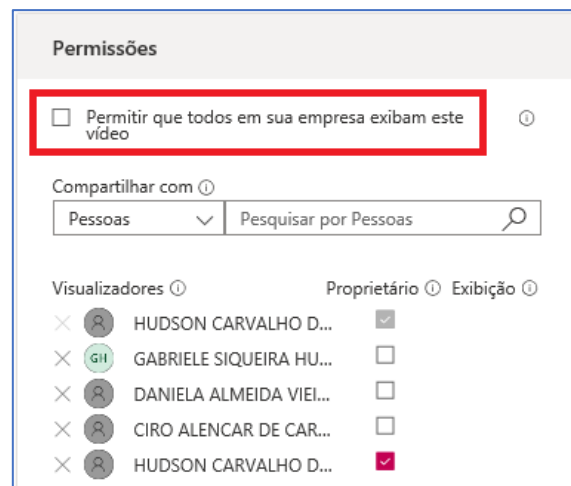 Permissões
Permitir que todos em sua empresa exibam este
vídeo
Compartilhar com
Pessoas Pesquisar por Pessoas
Visualizadores Proprietário Exibição
HUDSON CARVALHO D...
GH GABRIELE SIQUEIRA HU...
DANIELA ALMEIDA VIEI...
CIRO ALENCAR DE CAR...
HUDSON CARVALHO D...